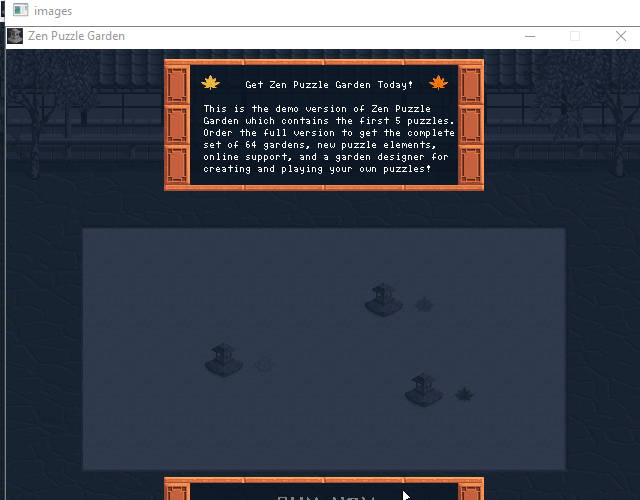 images
Zen Puzzle Garden
Get Zen Puzzle Garden Today!
This is the demo version of Zen Puzzle
Garden which contains the first 5 puzzles.
Order the full version to get the complete
set of 64 gardens, new puzzle elements,
online support, and a garden designer for
creating and playing your own puzzles!